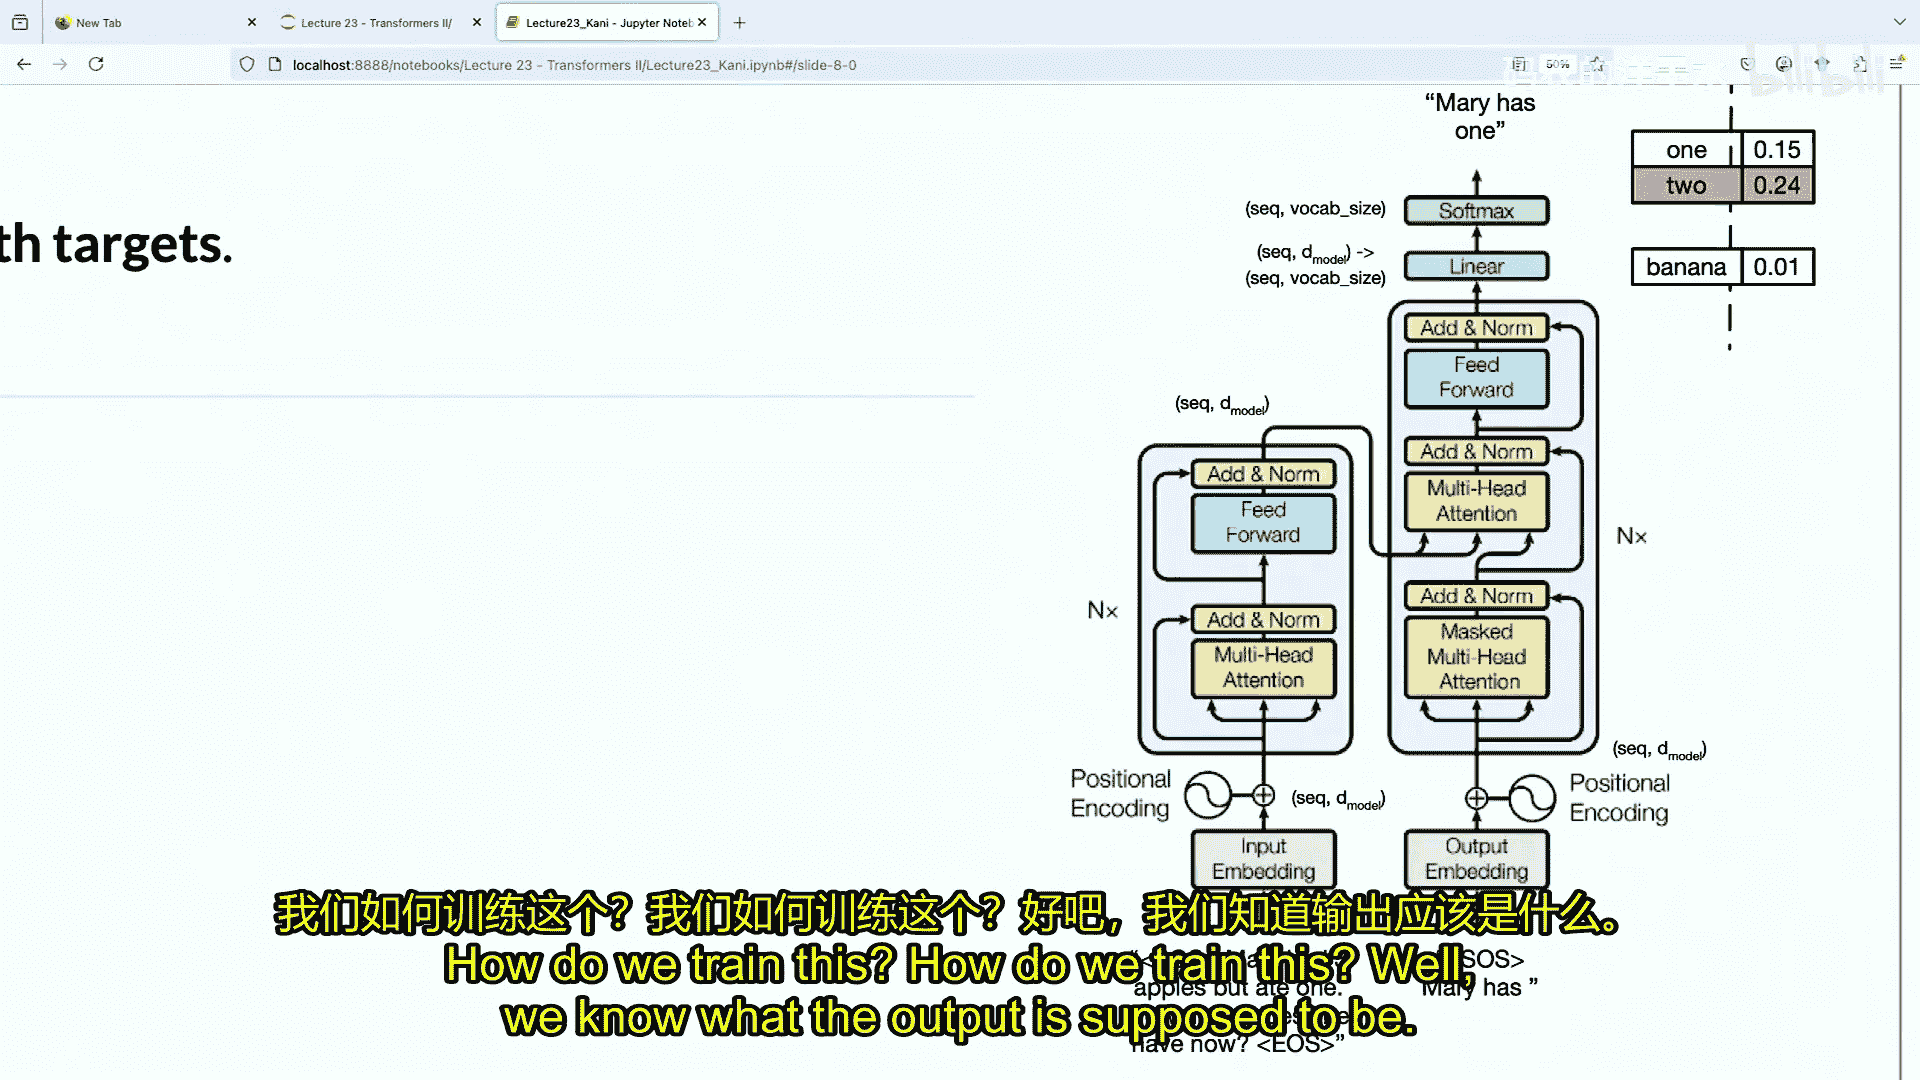 New Tab
Lecture 23 - Transformers II/
Lecture23_Kani - Jupyter Noteb
localhost:8888/notebooks/Lecture 23 - Transformers II/Lecture23_Kani.ipynb#/slide-8-0
50%
bilibili
th targets.
“Mary has
one”
one 0.15
two 0.24
banana 0.01
(seq, vocab_size)
Softmax
(seq, dmodel) ->
(seq, vocab_size)
Linear
Add & Norm
Feed
Forward
(seq, dmodel)
Add & Norm
Multi-Head
Attention
Nx
Add & Norm
Masked
Multi-Head
Attention
Add & Norm
Feed
Forward
Nx
Add & Norm
Multi-Head
Attention
(seq, dmodel)
Positional
Encoding
(seq, dmodel)
Positional
Encoding
Input
Embedding
Output
Embedding
apples but ate one.
have now? <EOS>”
SOS>
Mary has ”
我们如何训练这个？我们如何训练这个？好吧，我们知道输出应该是什么。
How do we train this? How do we train this? Well,
we know what the output is supposed to be.